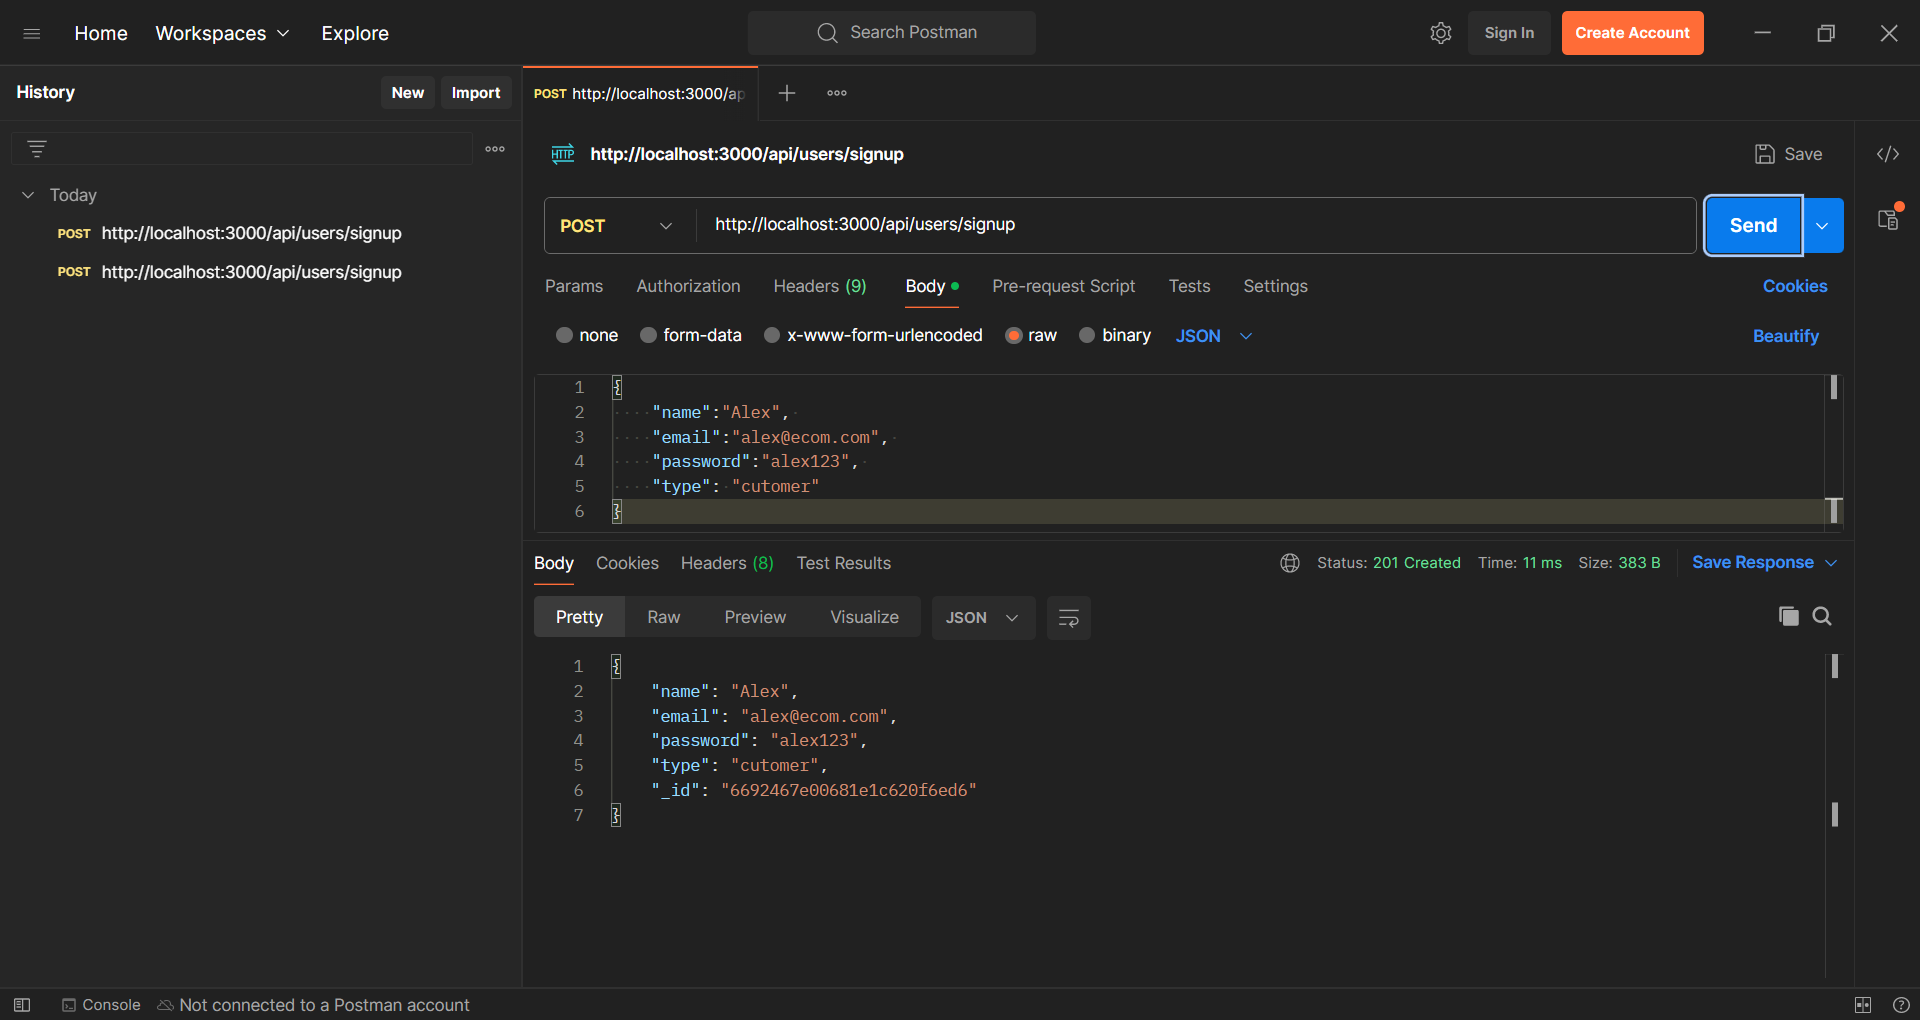 Home Workspaces Explore Search Postman Sign In Create Account
History New Import
POST http://localhost:3000/ap
HTTP http://localhost:3000/api/users/signup Save
Today
POST http://localhost:3000/api/users/signup
POST http://localhost:3000/api/users/signup
POST http://localhost:3000/api/users/signup Send
Params Authorization Headers (9) Body Pre-request Script Tests Settings Cookies
none form-data x-www-form-urlencoded raw binary JSON Beautify
1 {
2 "name":"Alex",
3 "email":"alex@ecom.com",
4 "password":"alex123",
5 "type": "cutomer"
6 }
Body Cookies Headers (8) Test Results Status: 201 Created Time: 11 ms Size: 383 B Save Response
Pretty Raw Preview Visualize JSON
1 {
2 "name": "Alex",
3 "email": "alex@ecom.com",
4 "password": "alex123",
5 "type": "cutomer",
6 "_id": "6692467e00681e1c620f6ed6"
7 }
Console Not connected to a Postman account